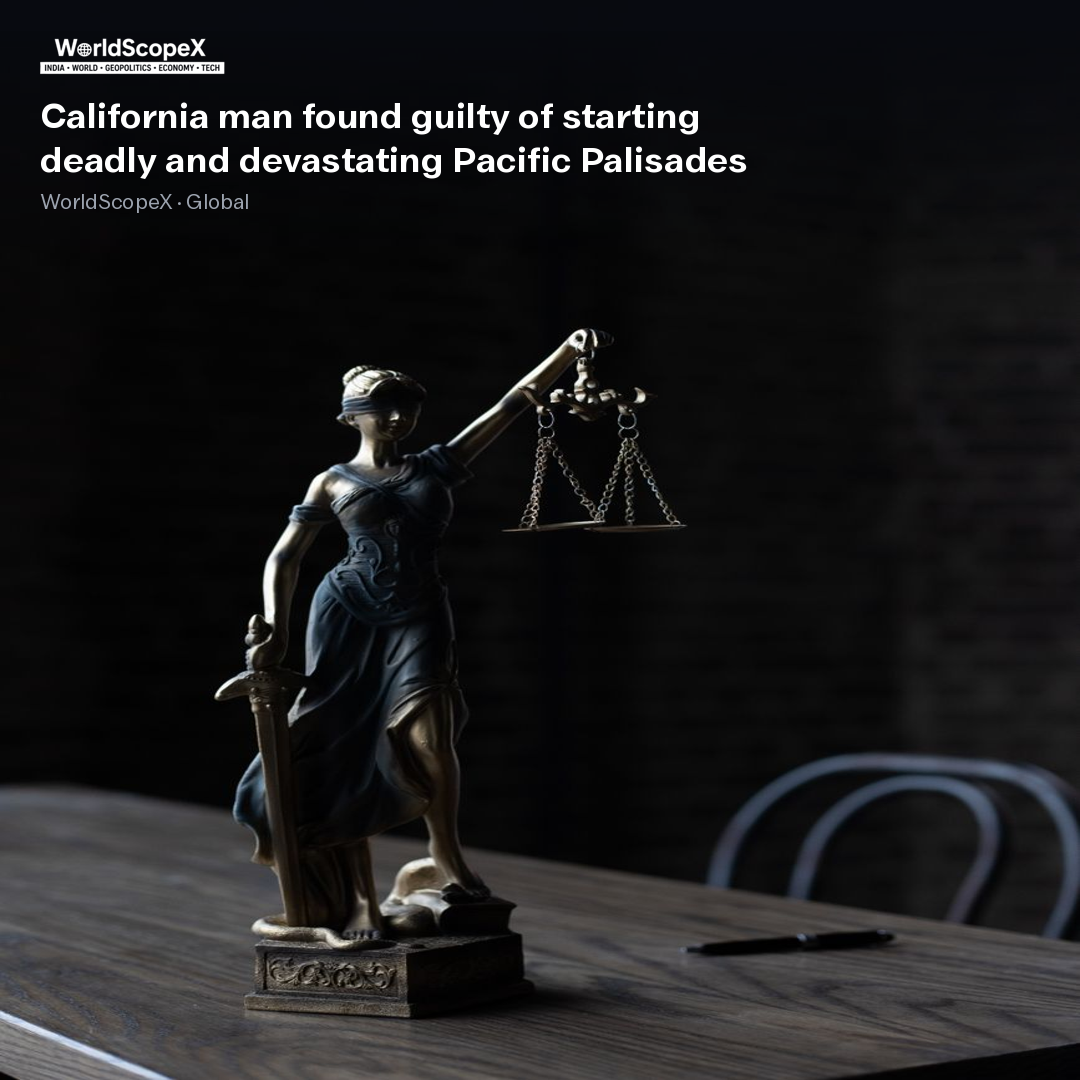 WorldScopeX
INDIA • WORLD • GEOPOLITICS • ECONOMY • TECH
California man found guilty of starting
deadly and devastating Pacific Palisades
WorldScopeX · Global